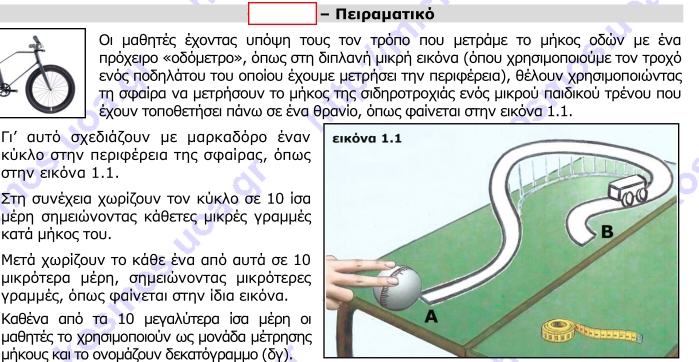 – Πειραματικό
Οι μαθητές έχοντας υπόψη τους τον τρόπο που μετράμε το μήκος οδών με ένα
πρόχειρο «οδόμετρο», όπως στη διπλανή μικρή εικόνα (όπου χρησιμοποιούμε τον τροχό
ενός ποδηλάτου του οποίου έχουμε μετρήσει την περιφέρεια), θέλουν χρησιμοποιώντας
τη σφαίρα να μετρήσουν το μήκος της σιδηροτροχιάς ενός μικρού παιδικού τρένου που
έχουν τοποθετήσει πάνω σε ένα θρανίο, όπως φαίνεται στην εικόνα 1.1.
Γι’ αυτό σχεδιάζουν με μαρκαδόρο έναν
κύκλο στην περιφέρεια της σφαίρας, όπως
στην εικόνα 1.1.
Στη συνέχεια χωρίζουν τον κύκλο σε 10 ίσα
μέρη σημειώνοντας κάθετες μικρές γραμμές
κατά μήκος του.
Μετά χωρίζουν το κάθε ένα από αυτά σε 10
μικρότερα μέρη, σημειώνοντας μικρότερες
γραμμές, όπως φαίνεται στην ίδια εικόνα.
Καθένα από τα 10 μεγαλύτερα ίσα μέρη οι
μαθητές το χρησιμοποιούν ως μονάδα μέτρησης
μήκους και το ονομάζουν δεκατόγραμμο (δγ).
εικόνα 1.1
B
A